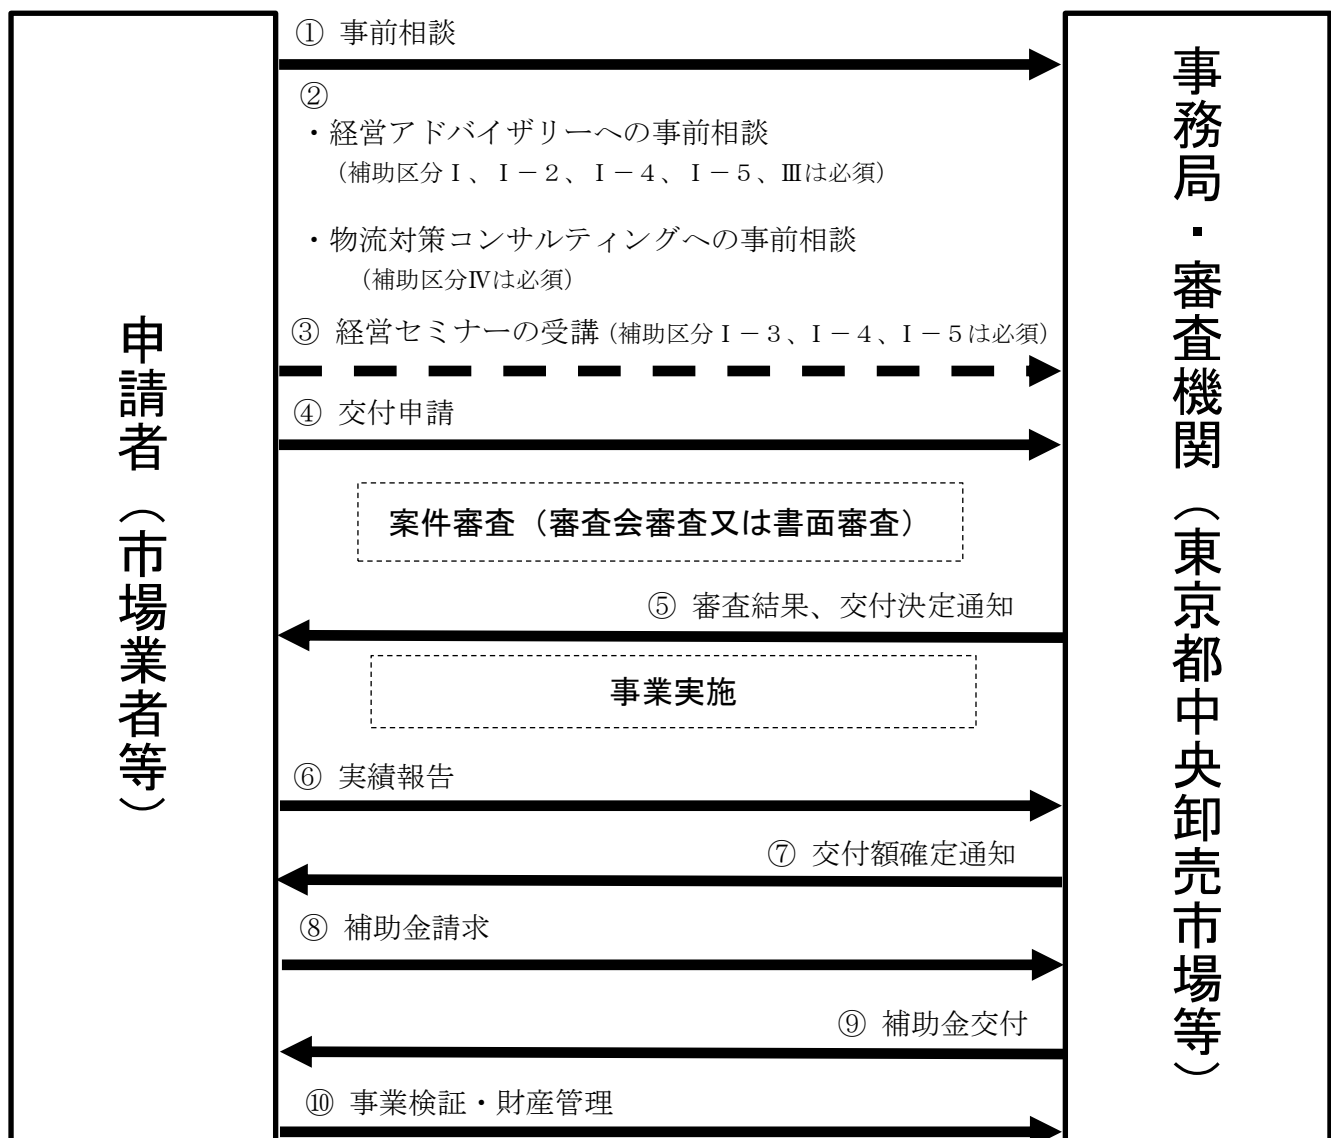 申請者（市場業者等）
① 事前相談
②
・経営アドバイザリーへの事前相談
（補助区分Ⅰ、Ⅰ－２、Ⅰ－４、Ⅰ－５、Ⅲは必須）
・物流対策コンサルティングへの事前相談
（補助区分Ⅳは必須）
③ 経営セミナーの受講（補助区分Ⅰ－３、Ⅰ－４、Ⅰ－５は必須）
④ 交付申請
案件審査（審査会審査又は書面審査）
⑤ 審査結果、交付決定通知
事業実施
⑥ 実績報告
⑦ 交付額確定通知
⑧ 補助金請求
⑨ 補助金交付
⑩ 事業検証・財産管理
事務局・審査機関（東京都中央卸売市場等）